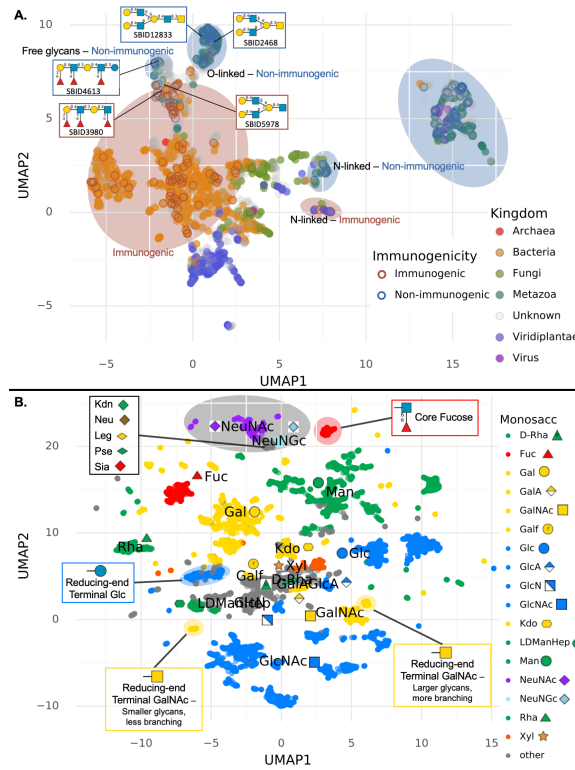 A.
SBID12833
SBID2468
Free glycans – Non-immunogenic
O-linked – Non-immunogenic
SBID4613
SBID3980
SBID5978
N-linked – Non-immunogenic
N-linked – Immunogenic
Immunogenic
10
5
0
−5
UMAP2
−5
0
5
10
15
UMAP1
Immunogenicity
Immunogenic
Non-immunogenic
Kingdom
Archaea
Bacteria
Fungi
Metazoa
Unknown
Viridiplantae
Virus
B.
Kdn
Neu
Leg
Pse
Sia
NeuNAc
NeuNGc
Core Fucose
Fuc
Man
Gal
Rha
Kdo
Glc
Xyl
Galf
D-Rha
GalA
GlcA
LDManHep
GalNAc
GlcNAc
Reducing-end
Terminal Glc
Reducing-end
Terminal GalNAc –
Smaller glycans,
less branching
Reducing-end
Terminal GalNAc –
Larger glycans,
more branching
20
10
0
−10
UMAP2
−10
−5
0
5
10
15
UMAP1
Monosacc
D-Rha
Fuc
Gal
GalA
GalNAc
Galf
Glc
GlcA
GlcN
GlcNAc
Kdo
LDManHep
Man
NeuNAc
NeuNGc
Rha
Xyl
other